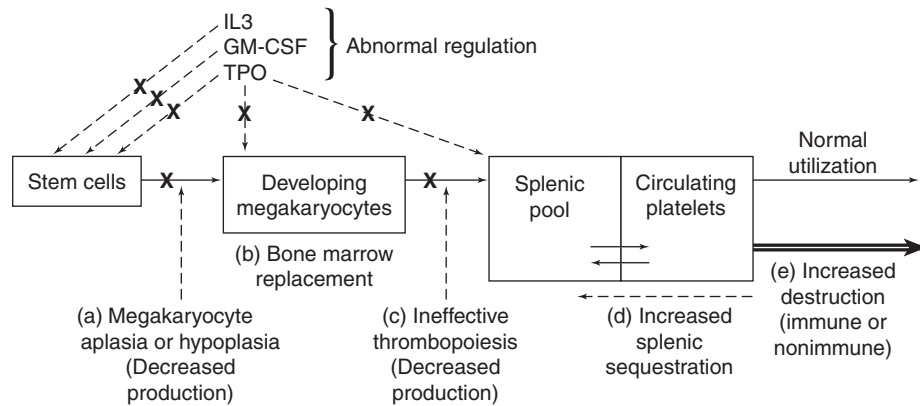 IL3
GM-CSF
TPO
Abnormal regulation
X
X
X
X
X
Normal
utilization
Stem cells
X
Developing
megakaryocytes
X
Splenic
pool
Circulating
platelets
(b) Bone marrow
replacement
(a) Megakaryocyte
aplasia or hypoplasia
(Decreased
production)
(c) Ineffective
thrombopoiesis
(Decreased
production)
(d) Increased
splenic
sequestration
(e) Increased
destruction
(immune or
nonimmune)